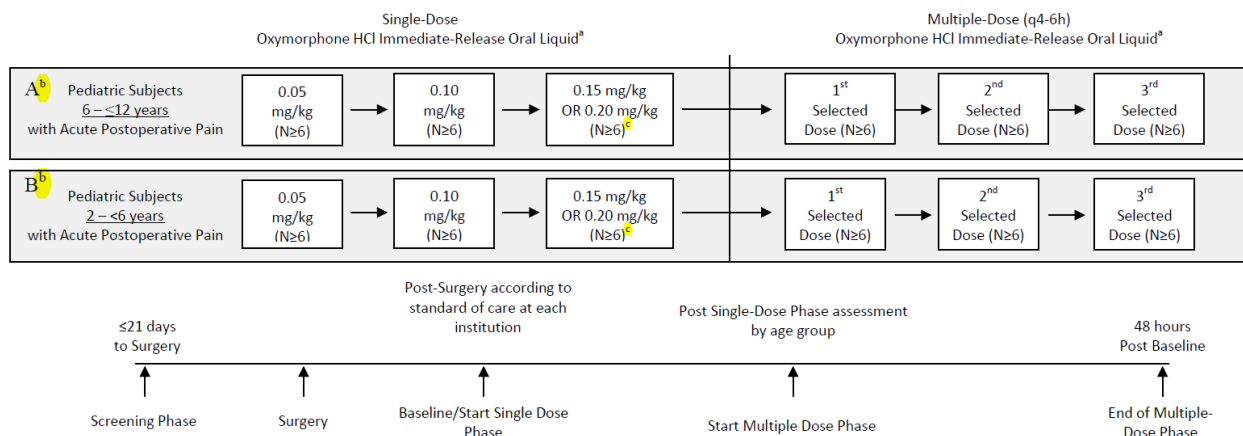 Single-Dose
Oxymorphone HCl Immediate-Release Oral Liquidᵃ
Multiple-Dose (q4-6h)
Oxymorphone HCl Immediate-Release Oral Liquidᵃ
Aᵇ
Pediatric Subjects
6 – ≤12 years
with Acute Postoperative Pain
0.05
mg/kg
(N≥6)
0.10
mg/kg
(N≥6)
0.15 mg/kg
OR 0.20 mg/kg
(N≥6)ᶜ
1ˢᵗ
Selected
Dose (N≥6)
2ⁿᵈ
Selected
Dose (N≥6)
3ʳᵈ
Selected
Dose (N≥6)
Bᵇ
Pediatric Subjects
2 – <6 years
with Acute Postoperative Pain
0.05
mg/kg
(N≥6)
0.10
mg/kg
(N≥6)
0.15 mg/kg
OR 0.20 mg/kg
(N≥6)ᶜ
1ˢᵗ
Selected
Dose (N≥6)
2ⁿᵈ
Selected
Dose (N≥6)
3ʳᵈ
Selected
Dose (N≥6)
≤21 days
to Surgery
Post-Surgery according to
standard of care at each
institution
Post Single-Dose Phase assessment
by age group
48 hours
Post Baseline
Screening Phase
Surgery
Baseline/Start Single Dose
Phase
Start Multiple Dose Phase
End of Multiple-
Dose Phase